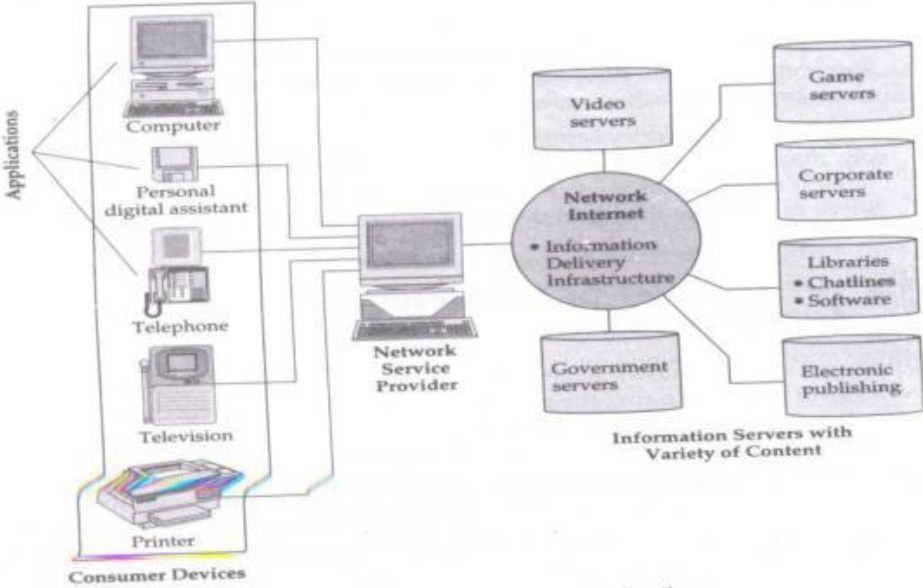 Applications
Computer
Personal
digital assistant
Telephone
Television
Printer
Consumer Devices
Network
Service
Provider
Video
servers
Network
Internet
• Information
Delivery
Infrastructure
Government
servers
Game
servers
Corporate
servers
Libraries
• Chatlines
• Software
Electronic
publishing
Information Servers with
Variety of Content